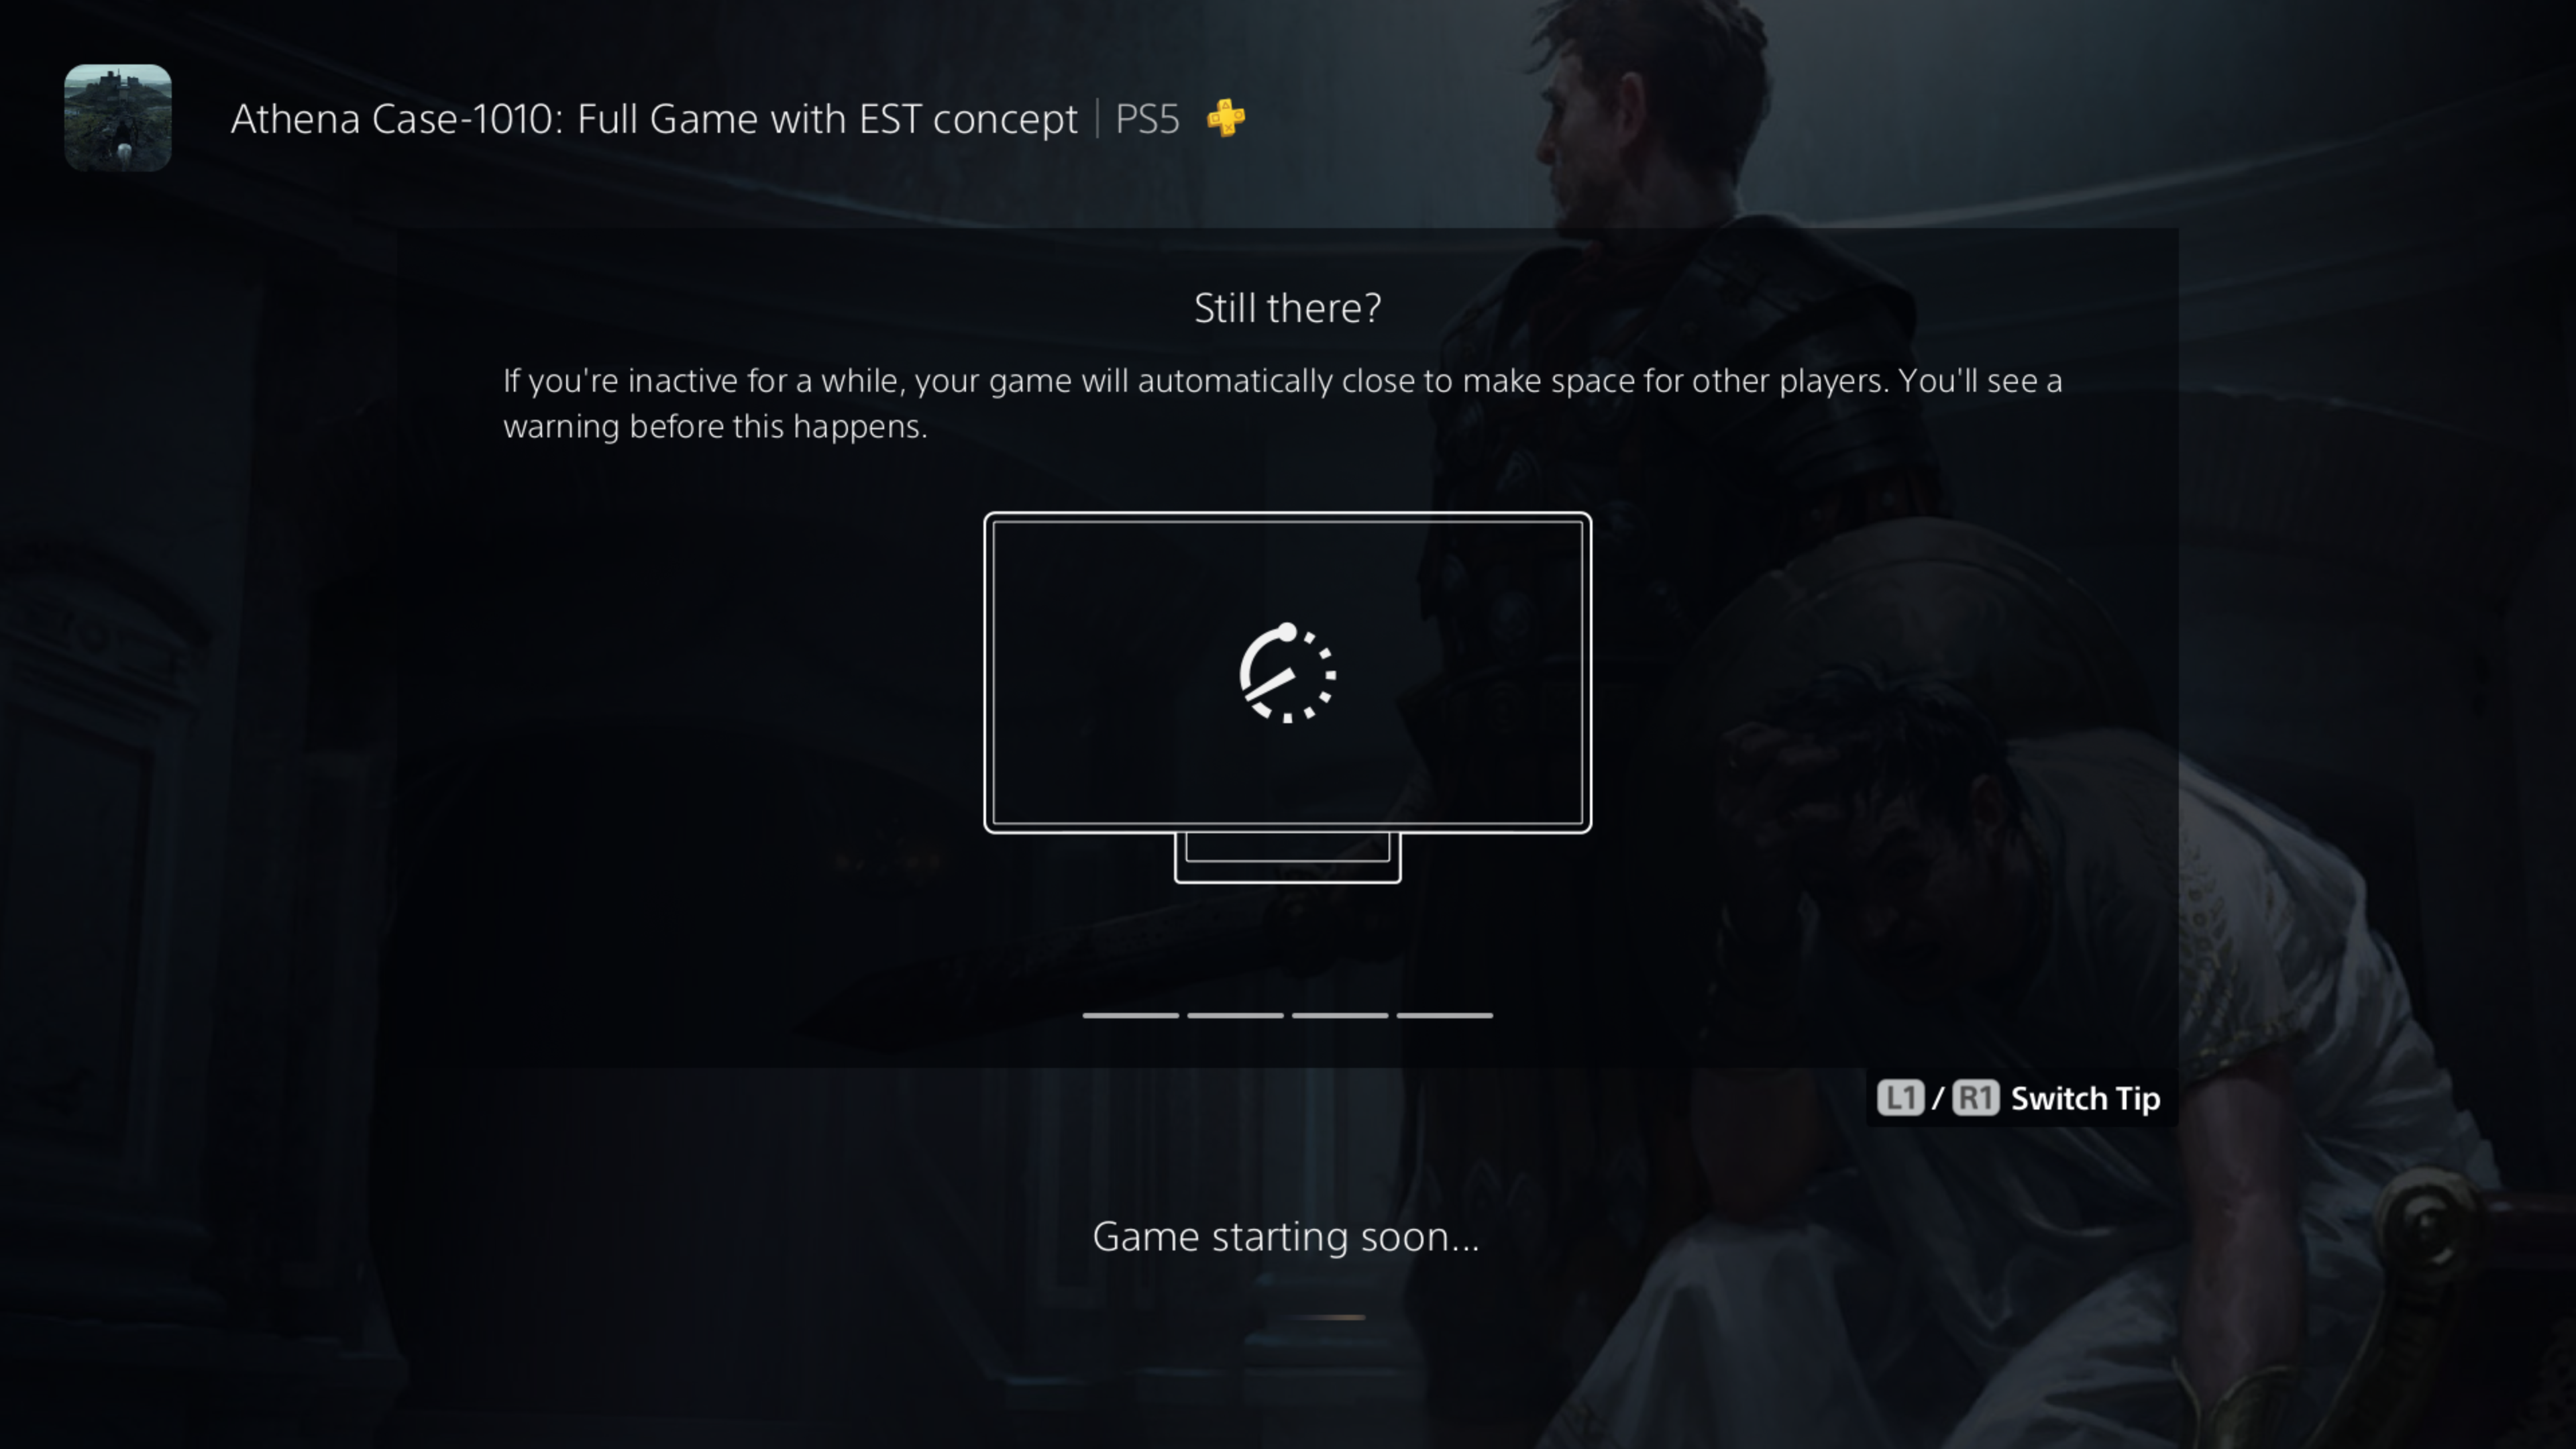 Athena Case-1010: Full Game with EST concept | PS5
Still there?
If you're inactive for a while, your game will automatically close to make space for other players. You'll see a
warning before this happens.
L1 / R1 Switch Tip
Game starting soon...